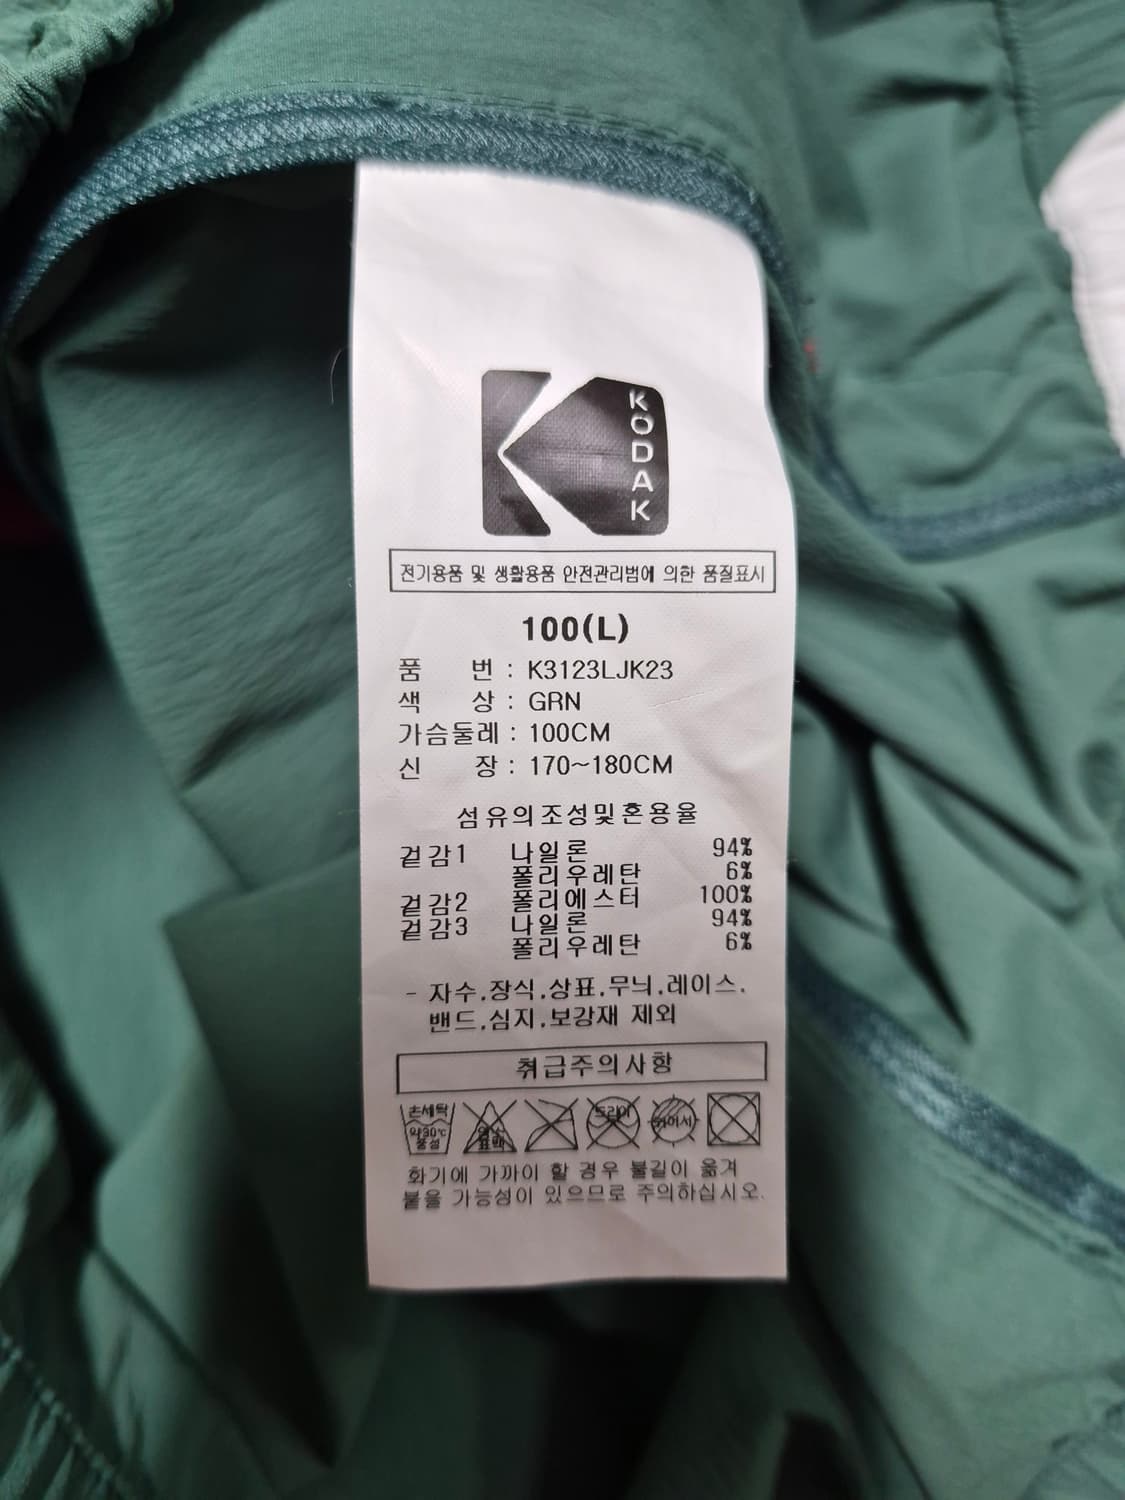 KODAK
전기용품 및 생활용품 안전관리법에 의한 품질표시
100(L)
품 번 : K3123LJK23
색 상 : GRN
가슴둘레 : 100CM
신 장 : 170~180CM
섬유의조성및혼용율
겉감1 나일론 94%
폴리우레탄 6%
겉감2 폴리에스터 100%
겉감3 나일론 94%
폴리우레탄 6%
- 자수.장식.상표.무늬.레이스.
밴드.심지.보강재 제외
취급주의사항
손세탁 약30℃ 중성
염소 표백
드라이
화기에 가까이 할 경우 불길이 옮겨
붙을 가능성이 있으므로 주의하십시오.